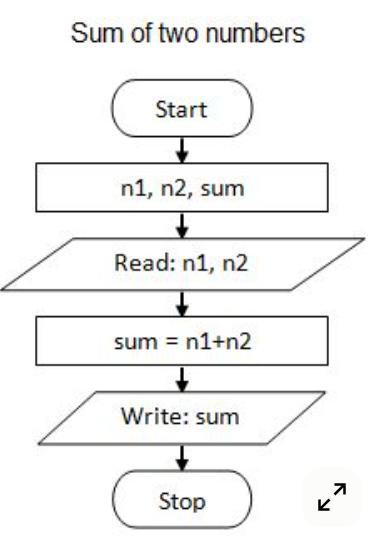 Sum of two numbers
Start
n1, n2, sum
Read: n1, n2
sum = n1+n2
Write: sum
Stop